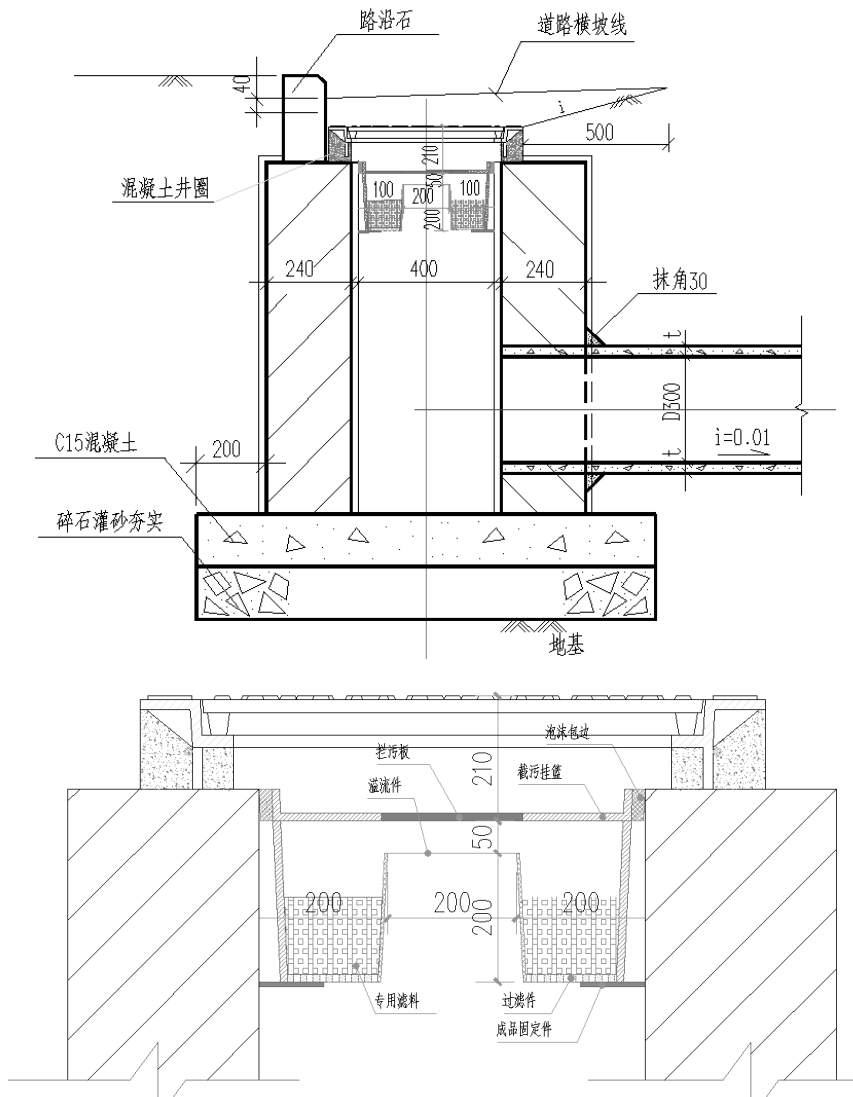 路沿石
道路横坡线
40
i
500
210
混凝土井圈
50
100
200
100
200
240
400
240
抹角30
t
D300
C15混凝土
200
i=0.01
t
碎石灌砂夯实
地基
泡沫包边
拦污板
210
截污挂篮
溢流件
50
200
200
200
200
专用滤料
过滤件
成品固定件